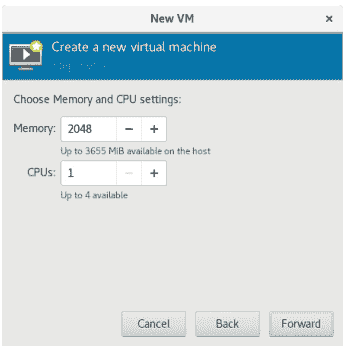 New VM
Create a new virtual machine
Choose Memory and CPU settings:
Memory: 2048
Up to 3655 MiB available on the host
CPUs: 1
Up to 4 available
Cancel Back Forward